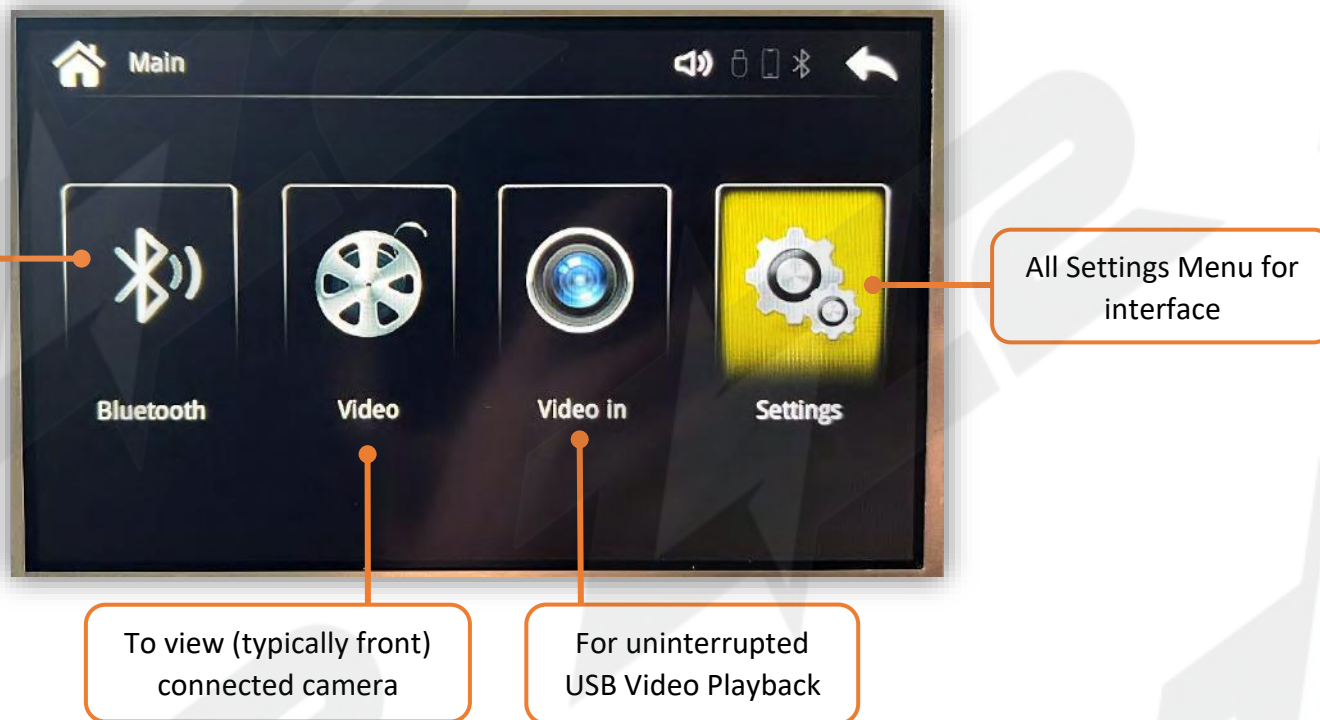 Main
Bluetooth
Video
Video in
Settings
All Settings Menu for
interface
To view (typically front)
connected camera
For uninterrupted
USB Video Playback